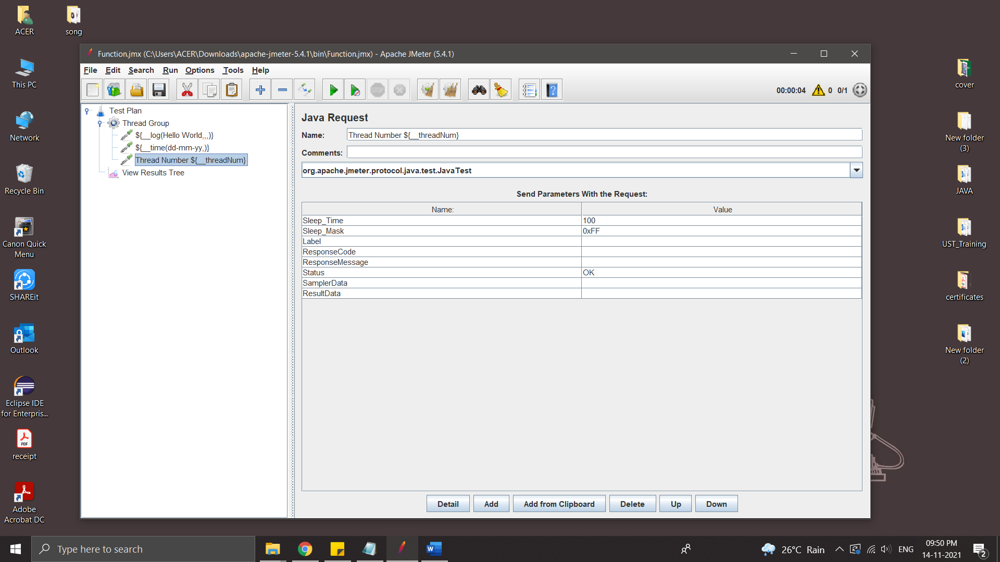 ACER
song
This PC
Network
Recycle Bin
Canon Quick
Menu
SHAREit
Outlook
Eclipse IDE
for Enterpris...
PDF
receipt
Adobe
Acrobat DC
Function.jmx (C:\Users\ACER\Downloads\apache-jmeter-5.4.1\bin\Function.jmx) - Apache JMeter (5.4.1)
File Edit Search Run Options Tools Help
STOP
00:00:04 0 0/1
Test Plan
Thread Group
${__log(Hello World,,,)}
${__time(dd-mm-yy,)}
Thread Number ${__threadNum}
View Results Tree
Java Request
Name: Thread Number ${__threadNum}
Comments:
org.apache.jmeter.protocol.java.test.JavaTest
Send Parameters With the Request:
Name: Value
Sleep_Time 100
Sleep_Mask 0xFF
Label
ResponseCode
ResponseMessage
Status OK
SamplerData
ResultData
Detail Add Add from Clipboard Delete Up Down
cover
New folder
(3)
JAVA
UST_Training
certificates
New folder
(2)
Type here to search
26°C Rain
ENG
09:50 PM
14-11-2021
2